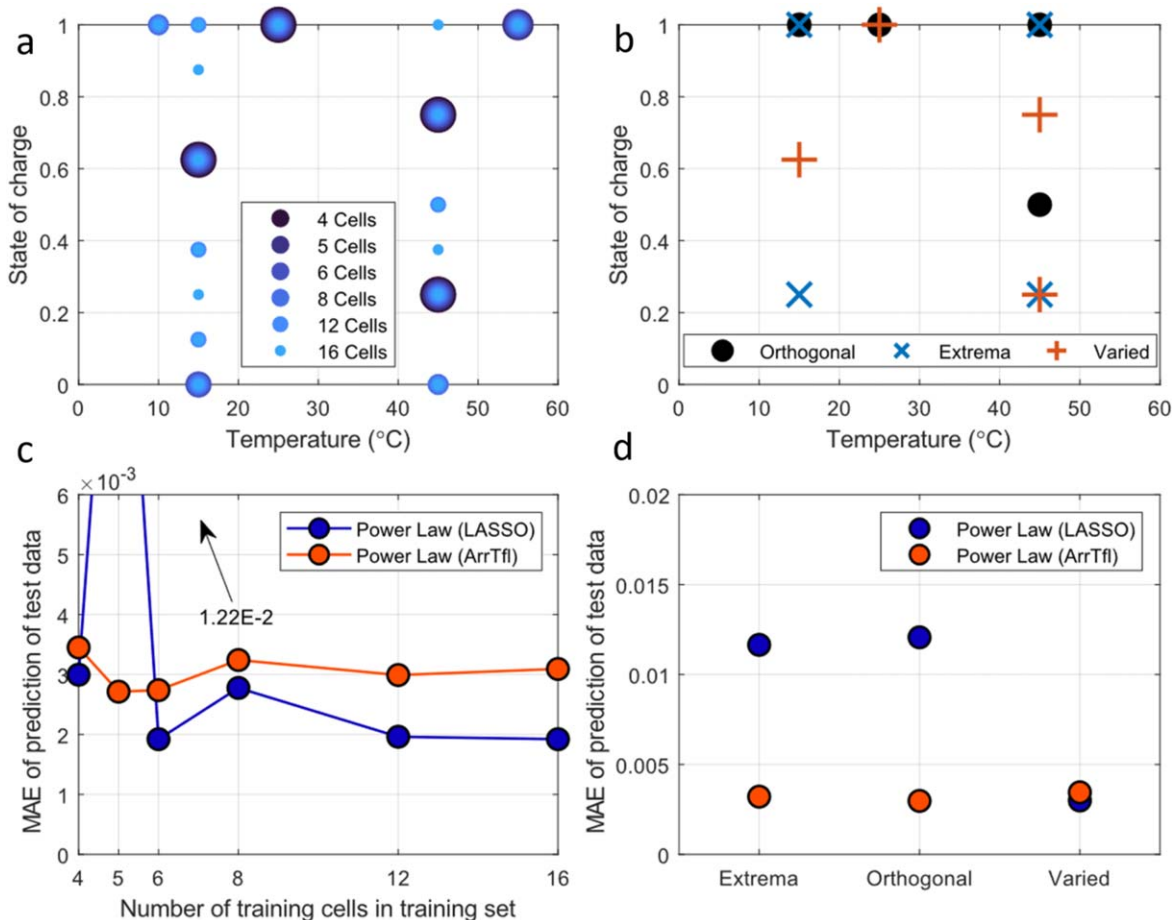 a
1
0.8
0.6
0.4
0.2
0
State of charge
4 Cells
5 Cells
6 Cells
8 Cells
12 Cells
16 Cells
0 10 20 30 40 50 60
Temperature (°C)
b
1
0.8
0.6
0.4
0.2
0
State of charge
Orthogonal Extrema Varied
0 10 20 30 40 50 60
Temperature (°C)
c
×10-3
6
5
4
3
2
1
0
MAE of prediction of test data
Power Law (LASSO)
Power Law (ArrTfl)
1.22E-2
4 5 6 8 12 16
Number of training cells in training set
d
0.02
0.015
0.01
0.005
0
MAE of prediction of test data
Power Law (LASSO)
Power Law (ArrTfl)
Extrema Orthogonal Varied